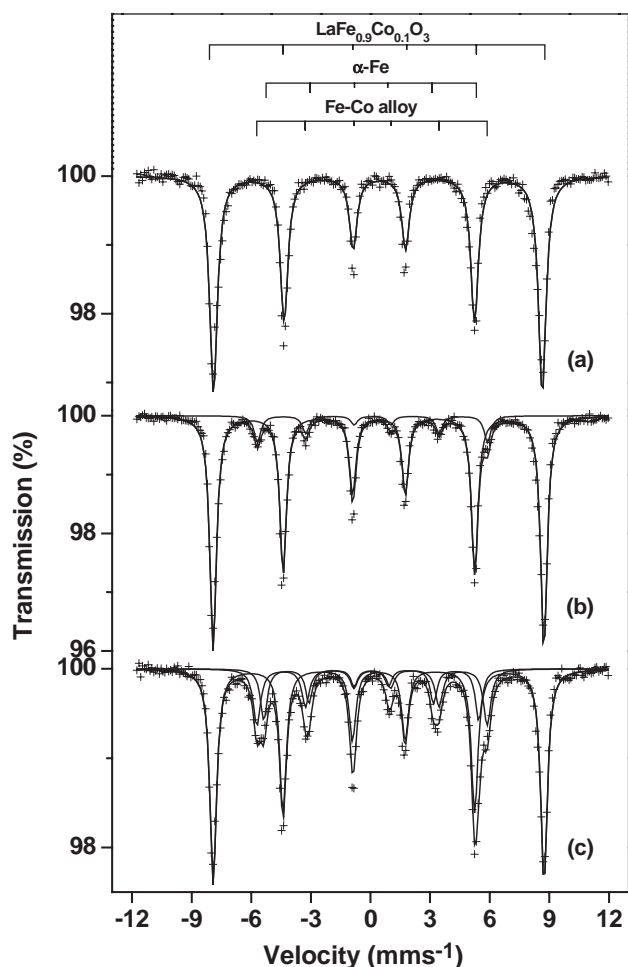 LaFe0.9Co0.1O3
α-Fe
Fe-Co alloy
100
98
(a)
100
98
(b)
96
100
98
(c)
Transmission (%)
-12 -9 -6 -3 0 3 6 9 12
Velocity (mms-1)